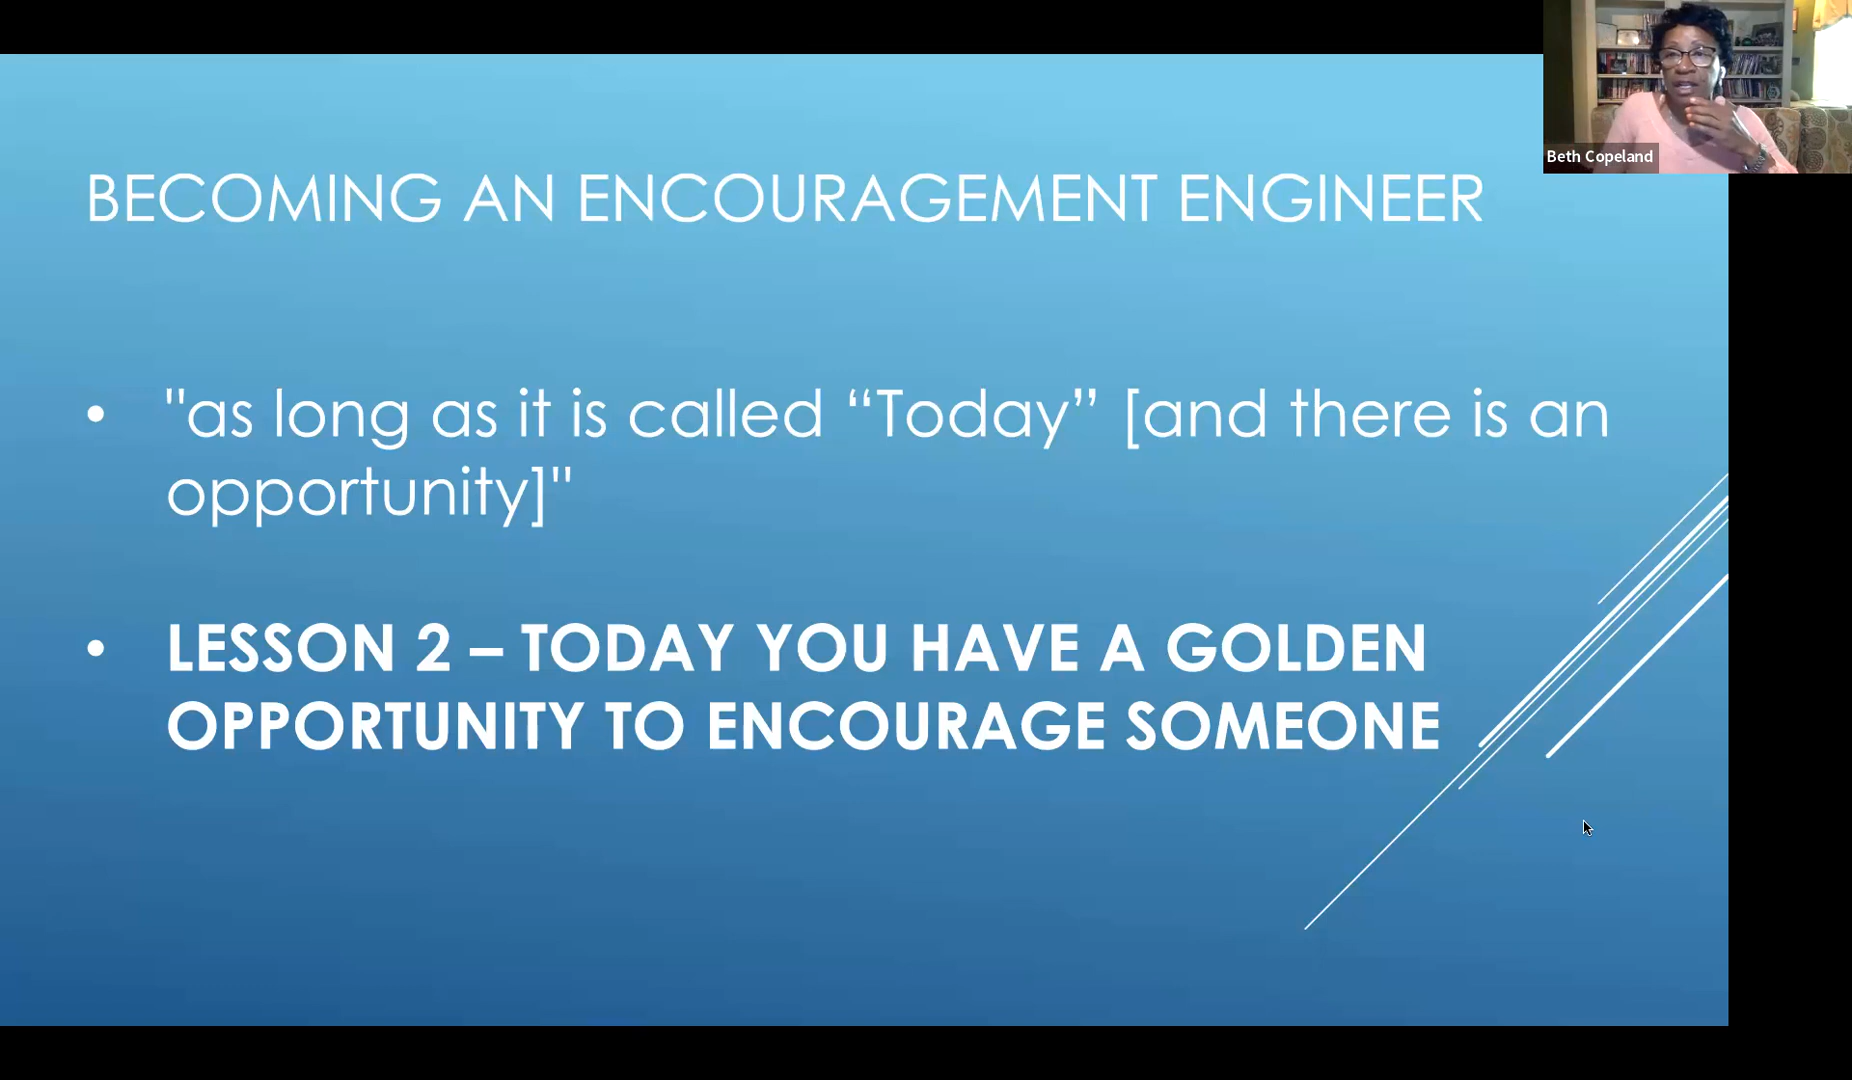 BECOMING AN ENCOURAGEMENT ENGINEER
Beth Copeland
• "as long as it is called “Today” [and there is an
opportunity]"
• LESSON 2 – TODAY YOU HAVE A GOLDEN
OPPORTUNITY TO ENCOURAGE SOMEONE